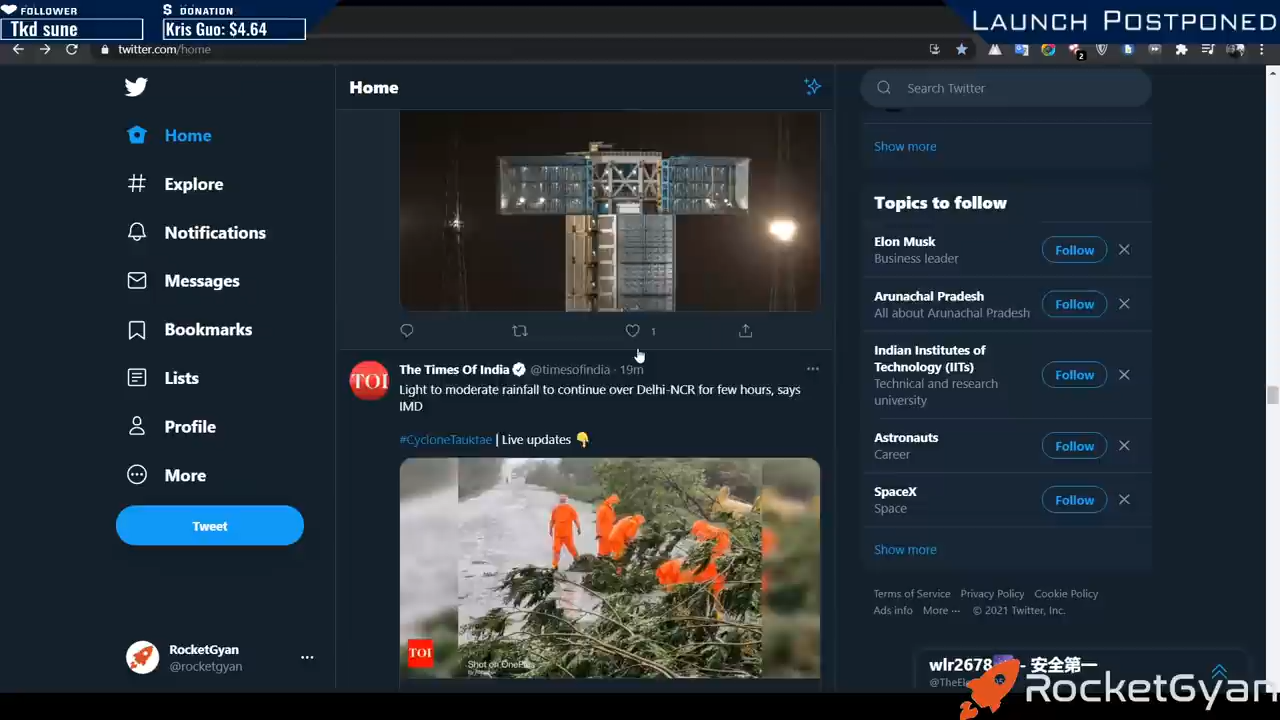 FOLLOWER
Tkd sune
$ DONATION
Kris Guo: $4.64
LAUNCH POSTPONED
twitter.com/home
2
Home
Explore
Notifications
Messages
Bookmarks
Lists
Profile
More
Tweet
RocketGyan
@rocketgyan
Home
1
The Times Of India @timesofindia · 19m
Light to moderate rainfall to continue over Delhi-NCR for few hours, says
IMD
#CycloneTauktae | Live updates 👇
TOI
TOI
Shot on OnePlus
Search Twitter
Show more
Topics to follow
Elon Musk
Business leader
Follow
Arunachal Pradesh
All about Arunachal Pradesh
Follow
Indian Institutes of
Technology (IITs)
Technical and research
university
Follow
Astronauts
Career
Follow
SpaceX
Space
Follow
Show more
Terms of Service Privacy Policy Cookie Policy
Ads info More ··· © 2021 Twitter, Inc.
wlr2678 - 安全第一
RocketGyan